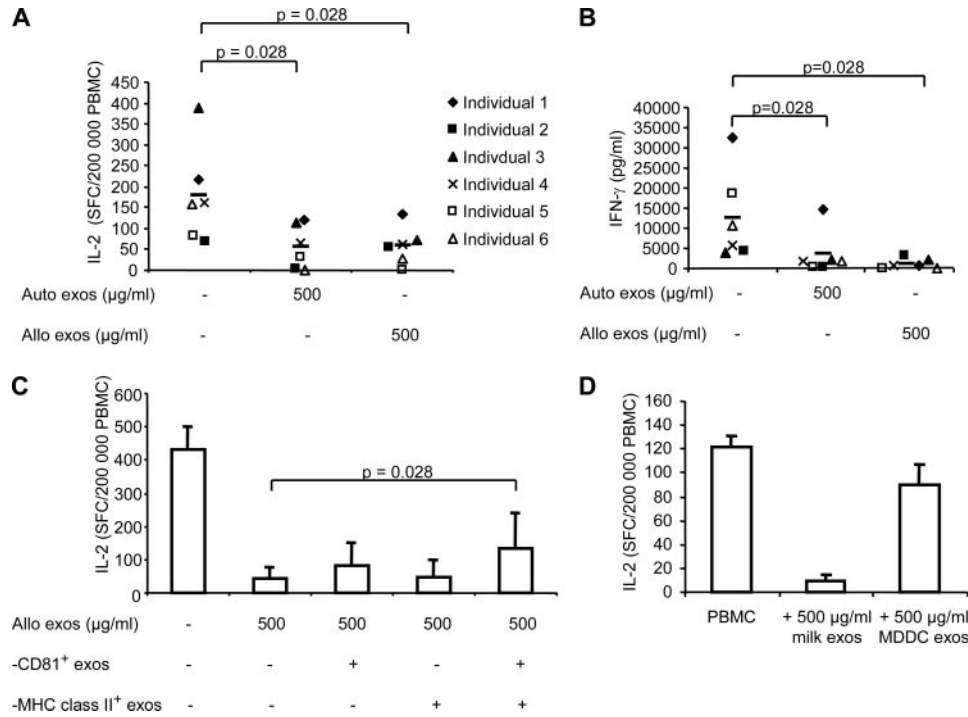 A
p = 0.028
p = 0.028
IL-2 (SFC/200 000 PBMC)
450
400
350
300
250
200
150
100
50
0
Individual 1
Individual 2
Indivdual 3
Individual 4
Individual 5
Individual 6
Auto exos (µg/ml) - 500 -
Allo exos (µg/ml) - - 500
B
p=0.028
p=0.028
IFN-γ (pg/ml)
40000
35000
30000
25000
20000
15000
10000
5000
0
- 500 -
Auto exos (µg/ml)
Allo exos (µg/ml) - - 500
C
p = 0.028
IL-2 (SFC/200 000 PBMC)
600
500
400
300
200
100
0
Allo exos (µg/ml) - 500 500 500 500
-CD81+ exos - - + - +
-MHC class II+ exos - - - + +
D
IL-2 (SFC/200 000 PBMC)
160
140
120
100
80
60
40
20
0
PBMC
+ 500 µg/ml
milk exos
+ 500 µg/ml
MDDC exos